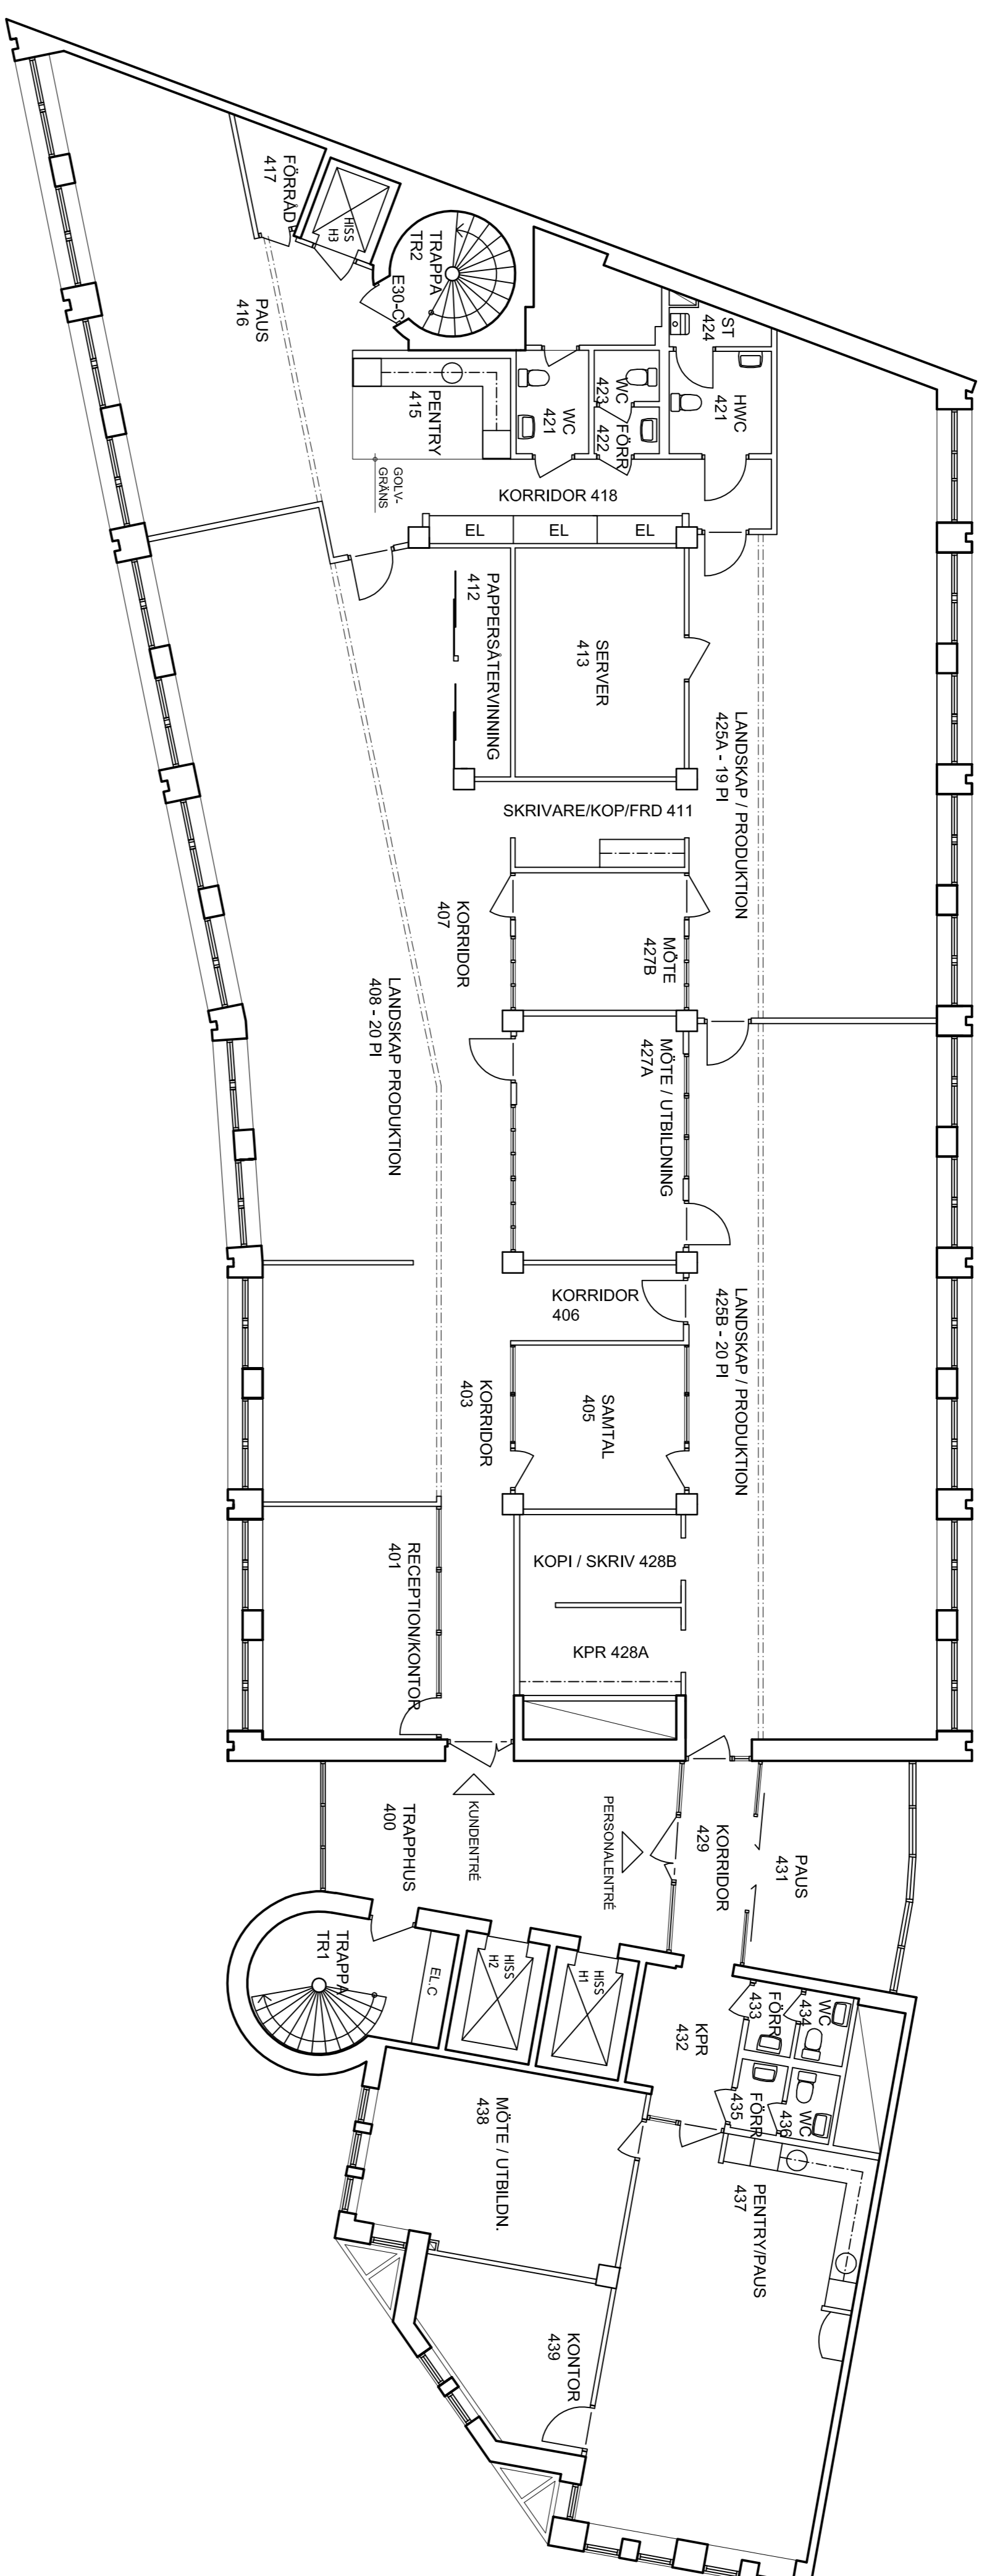 FÖRRÅD
417
HISS
H3
TRAPPA
TR2
E30-C
PAUS
416
ST
424
HWC
421
WC
423
FÖRR
422
WC
421
PENTRY
415
GOLV-
GRÄNS
KORRIDOR 418
EL
EL
EL
PAPPERSÅTERVINNING
412
SERVER
413
LANDSKAP / PRODUKTION
425A - 19 PI
SKRIVARE/KOP/FRD 411
KORRIDOR
407
MÖTE
427B
LANDSKAP PRODUKTION
408 - 20 PI
MÖTE / UTBILDNING
427A
KORRIDOR
406
LANDSKAP / PRODUKTION
425B - 20 PI
KORRIDOR
403
SAMTAL
405
RECEPTION/KONTOR
401
KOPI / SKRIV 428B
KPR 428A
TRAPPHUS
400
KUNDENTRÉ
PERSONALENTRÉ
KORRIDOR
429
PAUS
431
TRAPPA
TR1
EL.C
HISS
H2
HISS
H1
KPR
432
FÖRR
433
WC
434
FÖRR
435
WC
436
MÖTE / UTBILDN.
438
PENTRY/PAUS
437
KONTOR
439